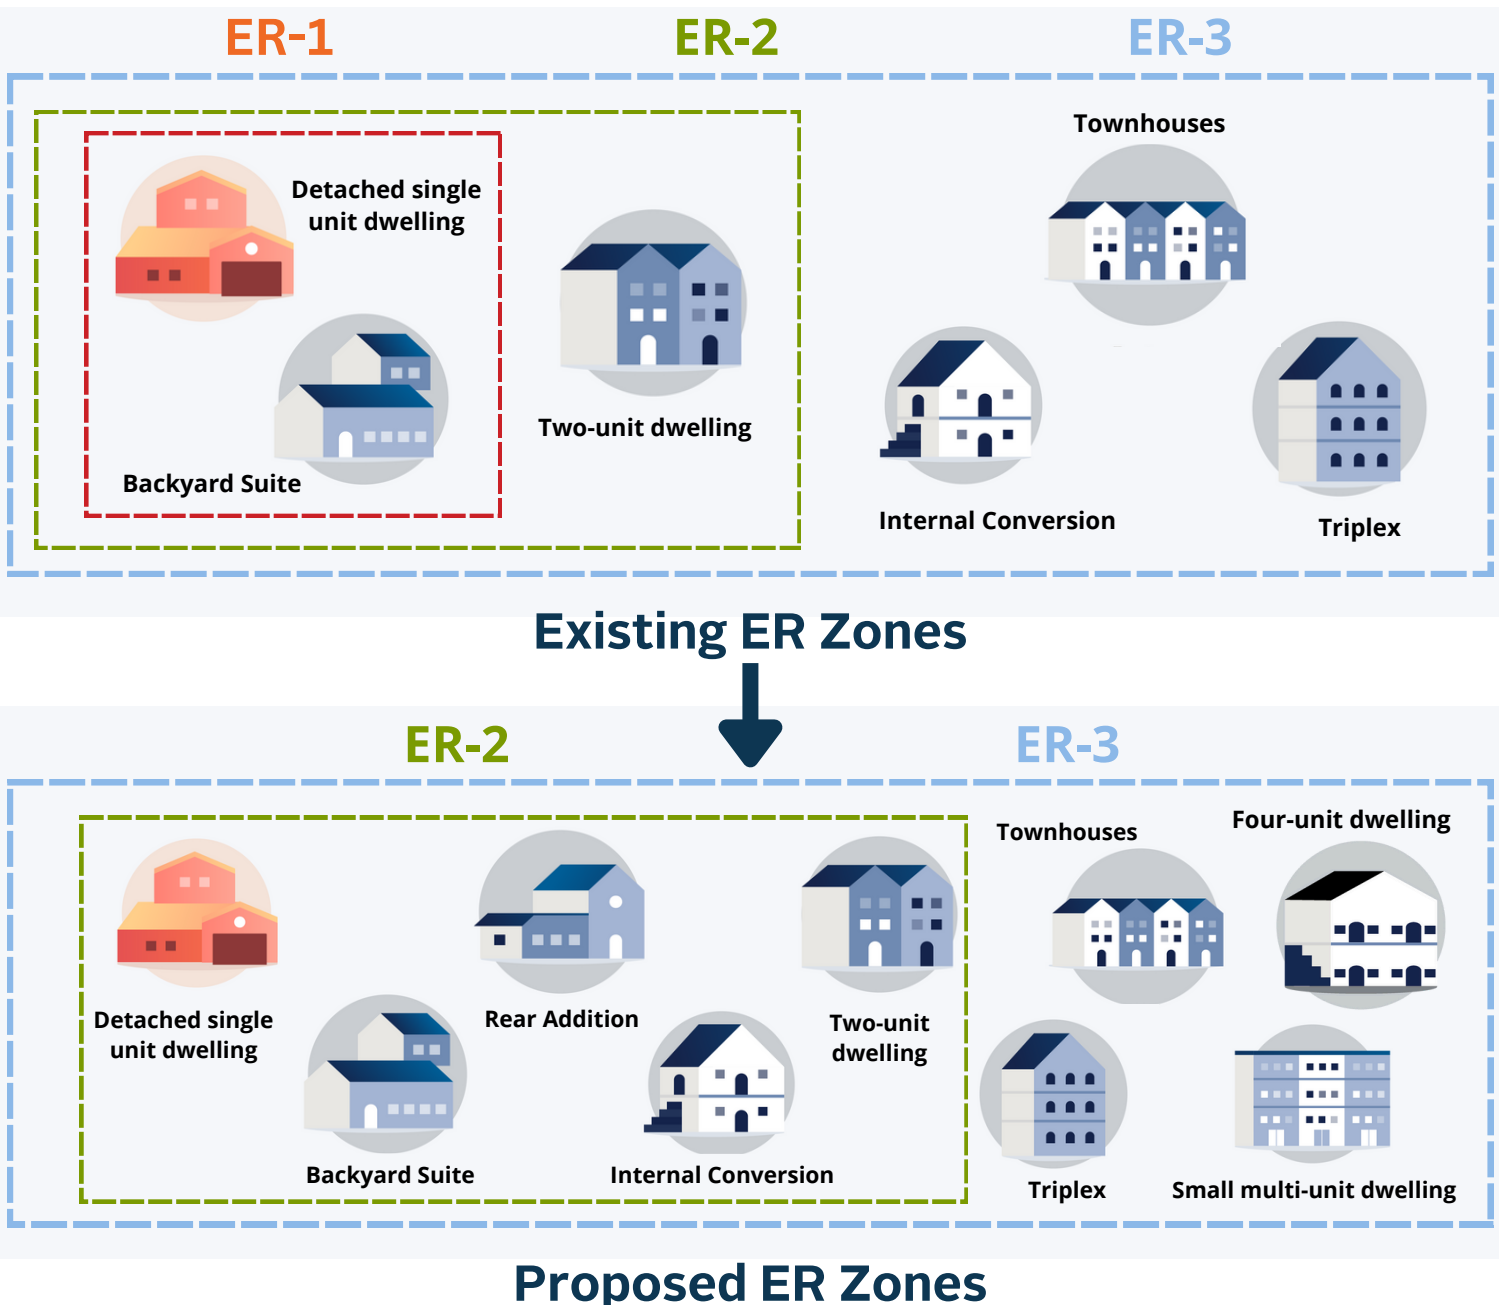 ER-1
ER-2
ER-3
Townhouses
Detached single
unit dwelling
Two-unit dwelling
Backyard Suite
Internal Conversion
Triplex
Existing ER Zones
ER-2
ER-3
Townhouses
Four-unit dwelling
Detached single
unit dwelling
Rear Addition
Two-unit
dwelling
Backyard Suite
Internal Conversion
Triplex
Small multi-unit dwelling
Proposed ER Zones